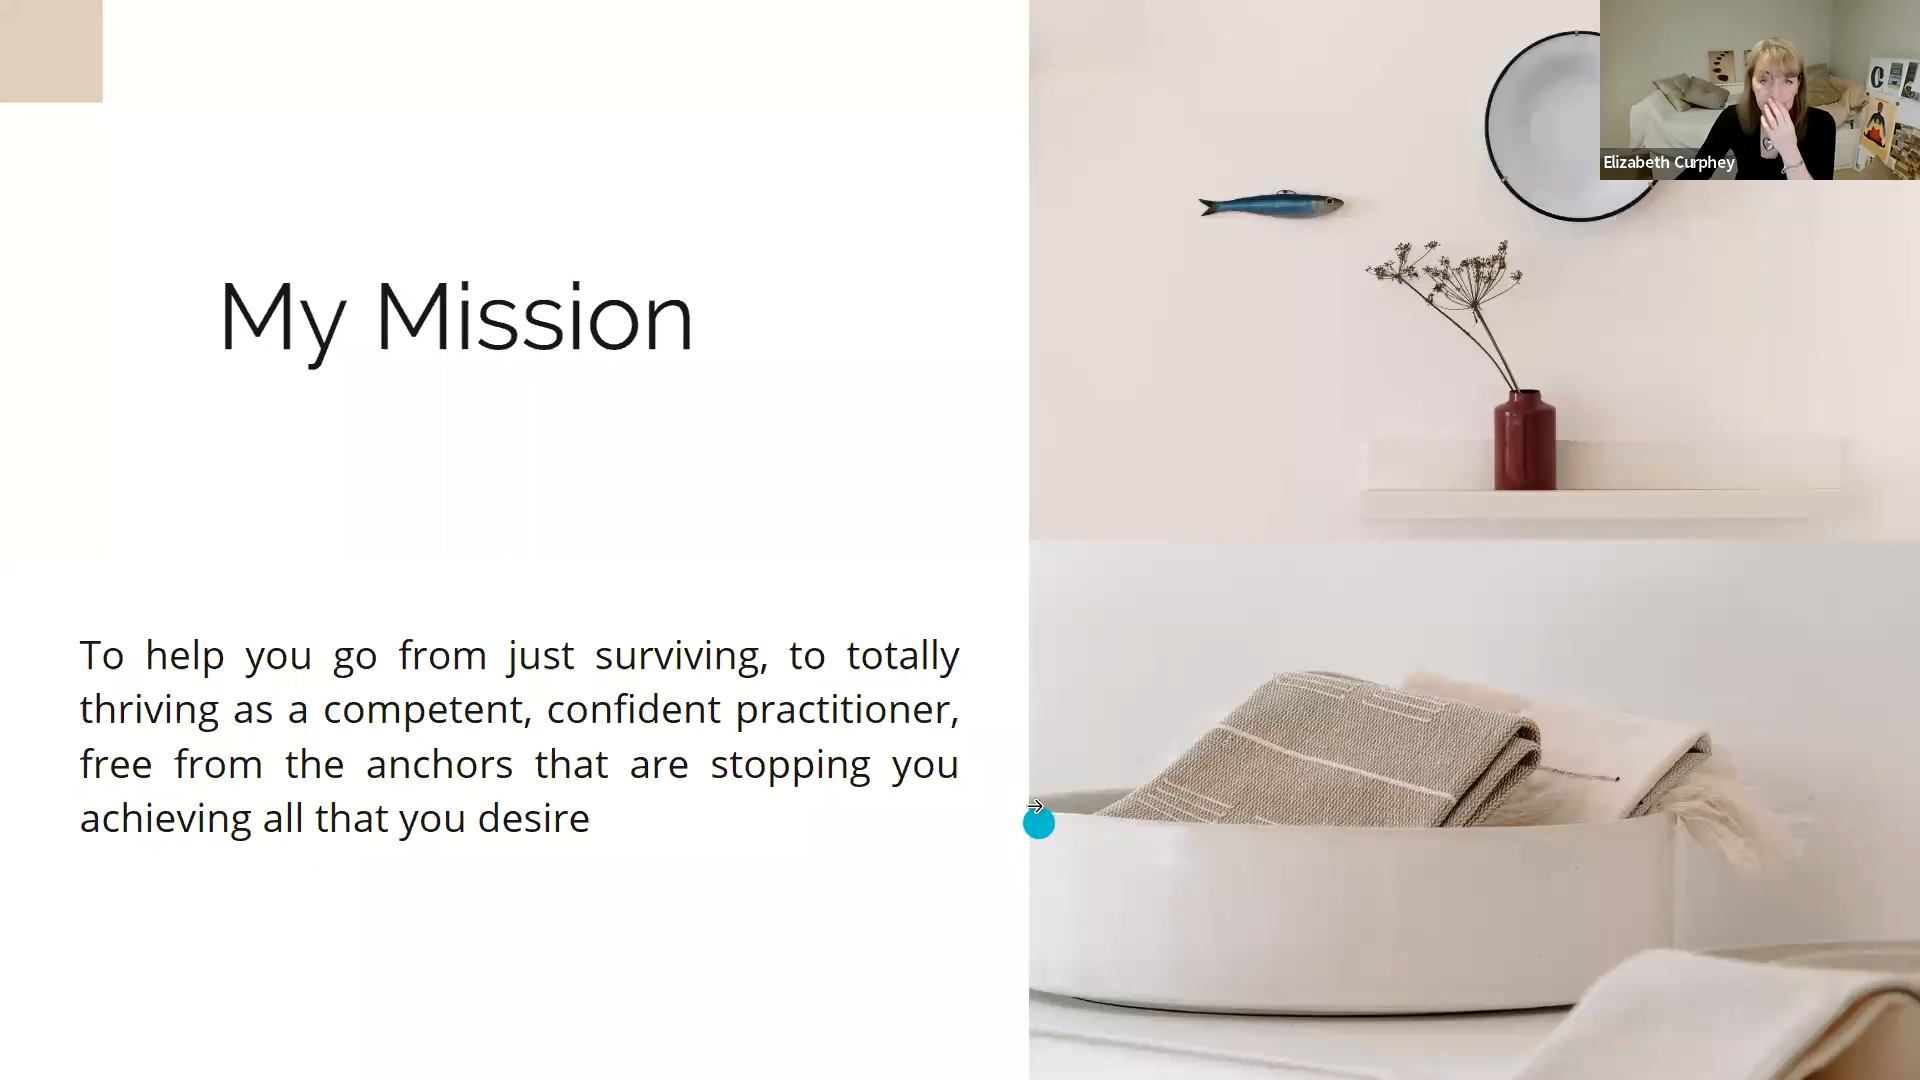 My Mission
To help you go from just surviving, to totally
thriving as a competent, confident practitioner,
free from the anchors that are stopping you
achieving all that you desire
Elizabeth Curphey